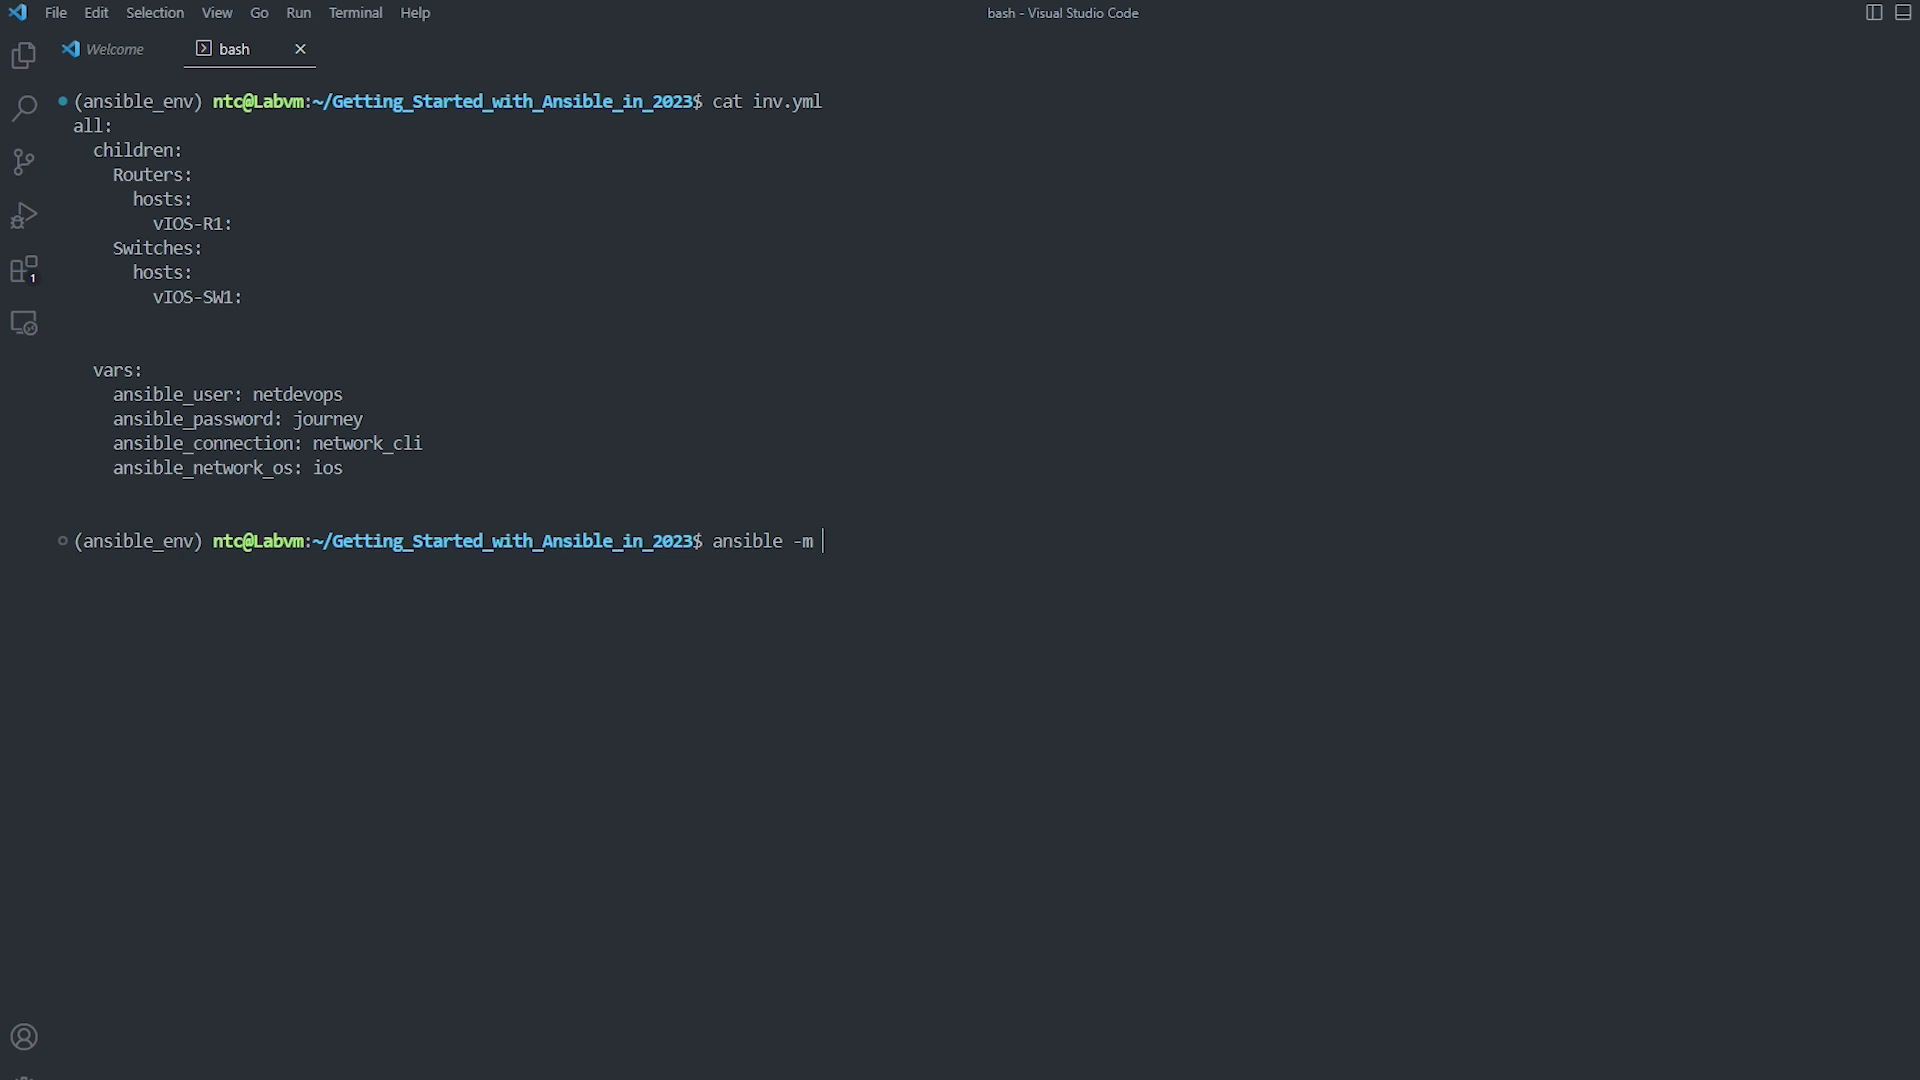 File Edit Selection View Go Run Terminal Help
bash - Visual Studio Code
Welcome
bash
(ansible_env) ntc@Labvm:~/Getting_Started_with_Ansible_in_2023$ cat inv.yml
all:
  children:
    Routers:
      hosts:
        vIOS-R1:
    Switches:
      hosts:
        vIOS-SW1:
  vars:
    ansible_user: netdevops
    ansible_password: journey
    ansible_connection: network_cli
    ansible_network_os: ios
(ansible_env) ntc@Labvm:~/Getting_Started_with_Ansible_in_2023$ ansible -m
1